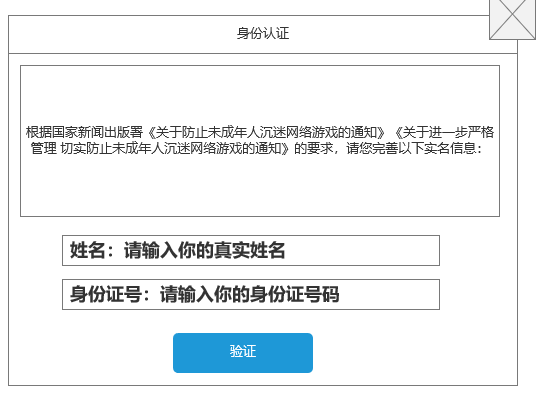 身份认证
根据国家新闻出版署《关于防止未成年人沉迷网络游戏的通知》《关于进一步严格
管理 切实防止未成年人沉迷网络游戏的通知》的要求，请您完善以下实名信息：
姓名：请输入你的真实姓名
身份证号：请输入你的身份证号码
验证